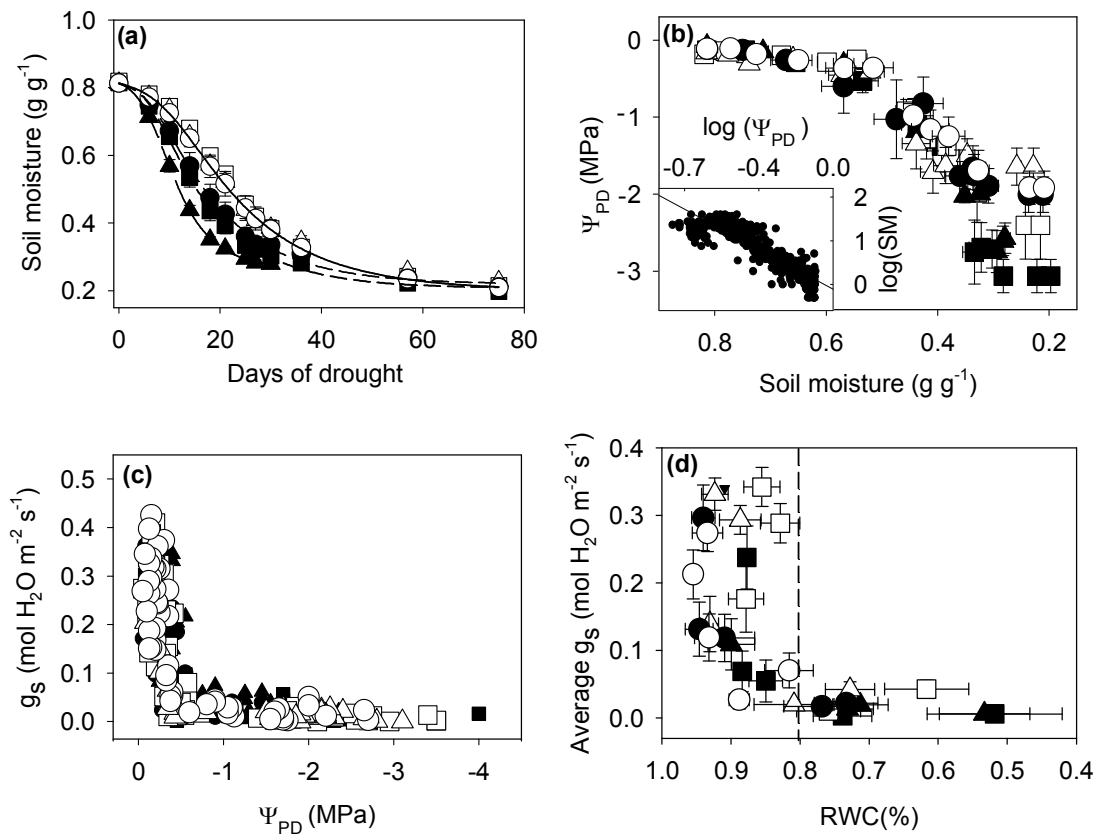 (a)
Soil moisture (g g-1)
1.0
0.8
0.6
0.4
0.2
0 20 40 60 80
Days of drought
(b)
ΨPD (MPa)
0
-1
-2
-3
log (ΨPD)
-0.7 -0.4 0.0
2
1
0
log(SM)
0.8 0.6 0.4 0.2
Soil moisture (g g-1)
(c)
gs (mol H2O m-2 s-1)
0.5
0.4
0.3
0.2
0.1
0.0
0 -1 -2 -3 -4
ΨPD (MPa)
(d)
Average gs (mol H2O m-2 s-1)
0.4
0.3
0.2
0.1
0.0
1.0 0.9 0.8 0.7 0.6 0.5 0.4
RWC(%)